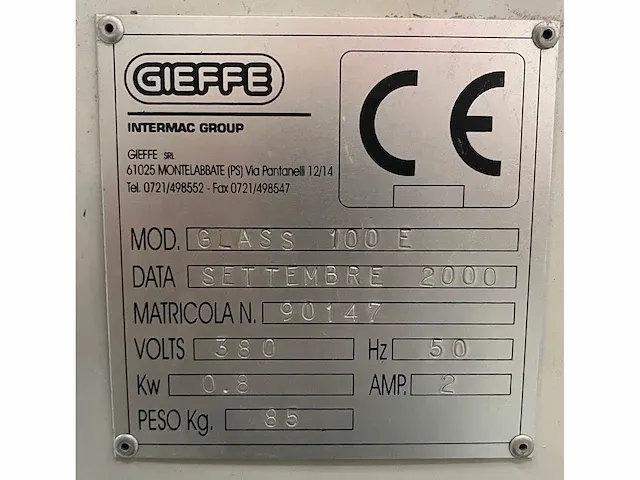 GIEFFE
INTERMAC GROUP
GIEFFE SRL
61025 MONTELABBATE (PS) Via Pantanelli 12/14
Tel. 0721/498552 - Fax 0721/498547
CE
MOD. GLASS 100 E
DATA SETTEMBRE 2000
MATRICOLA N. 90147
VOLTS 380 Hz 50
Kw 0.8 AMP. 2
PESO Kg. 85